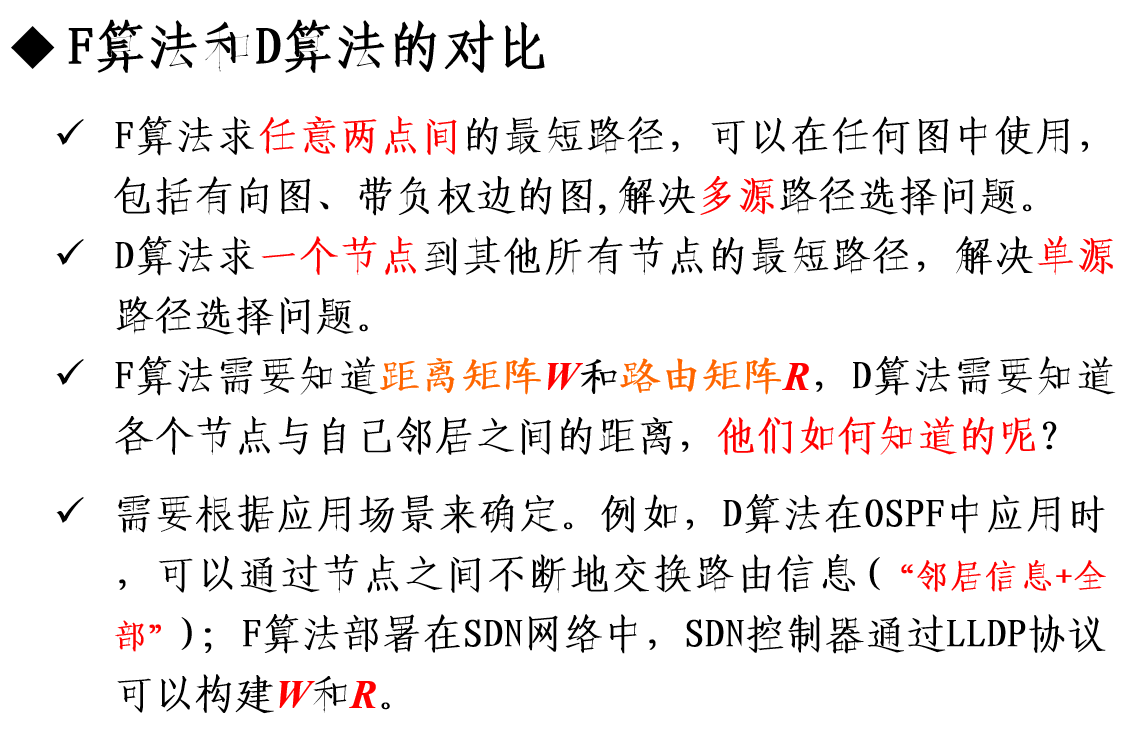 ◆F算法和D算法的对比
✓ F算法求任意两点间的最短路径，可以在任何图中使用，
包括有向图、带负权边的图,解决多源路径选择问题。
✓ D算法求一个节点到其他所有节点的最短路径，解决单源
路径选择问题。
✓ F算法需要知道距离矩阵W和路由矩阵R，D算法需要知道
各个节点与自己邻居之间的距离，他们如何知道的呢？
✓ 需要根据应用场景来确定。例如，D算法在OSPF中应用时
，可以通过节点之间不断地交换路由信息(“邻居信息+全
部”)；F算法部署在SDN网络中，SDN控制器通过LLDP协议
可以构建W和R。